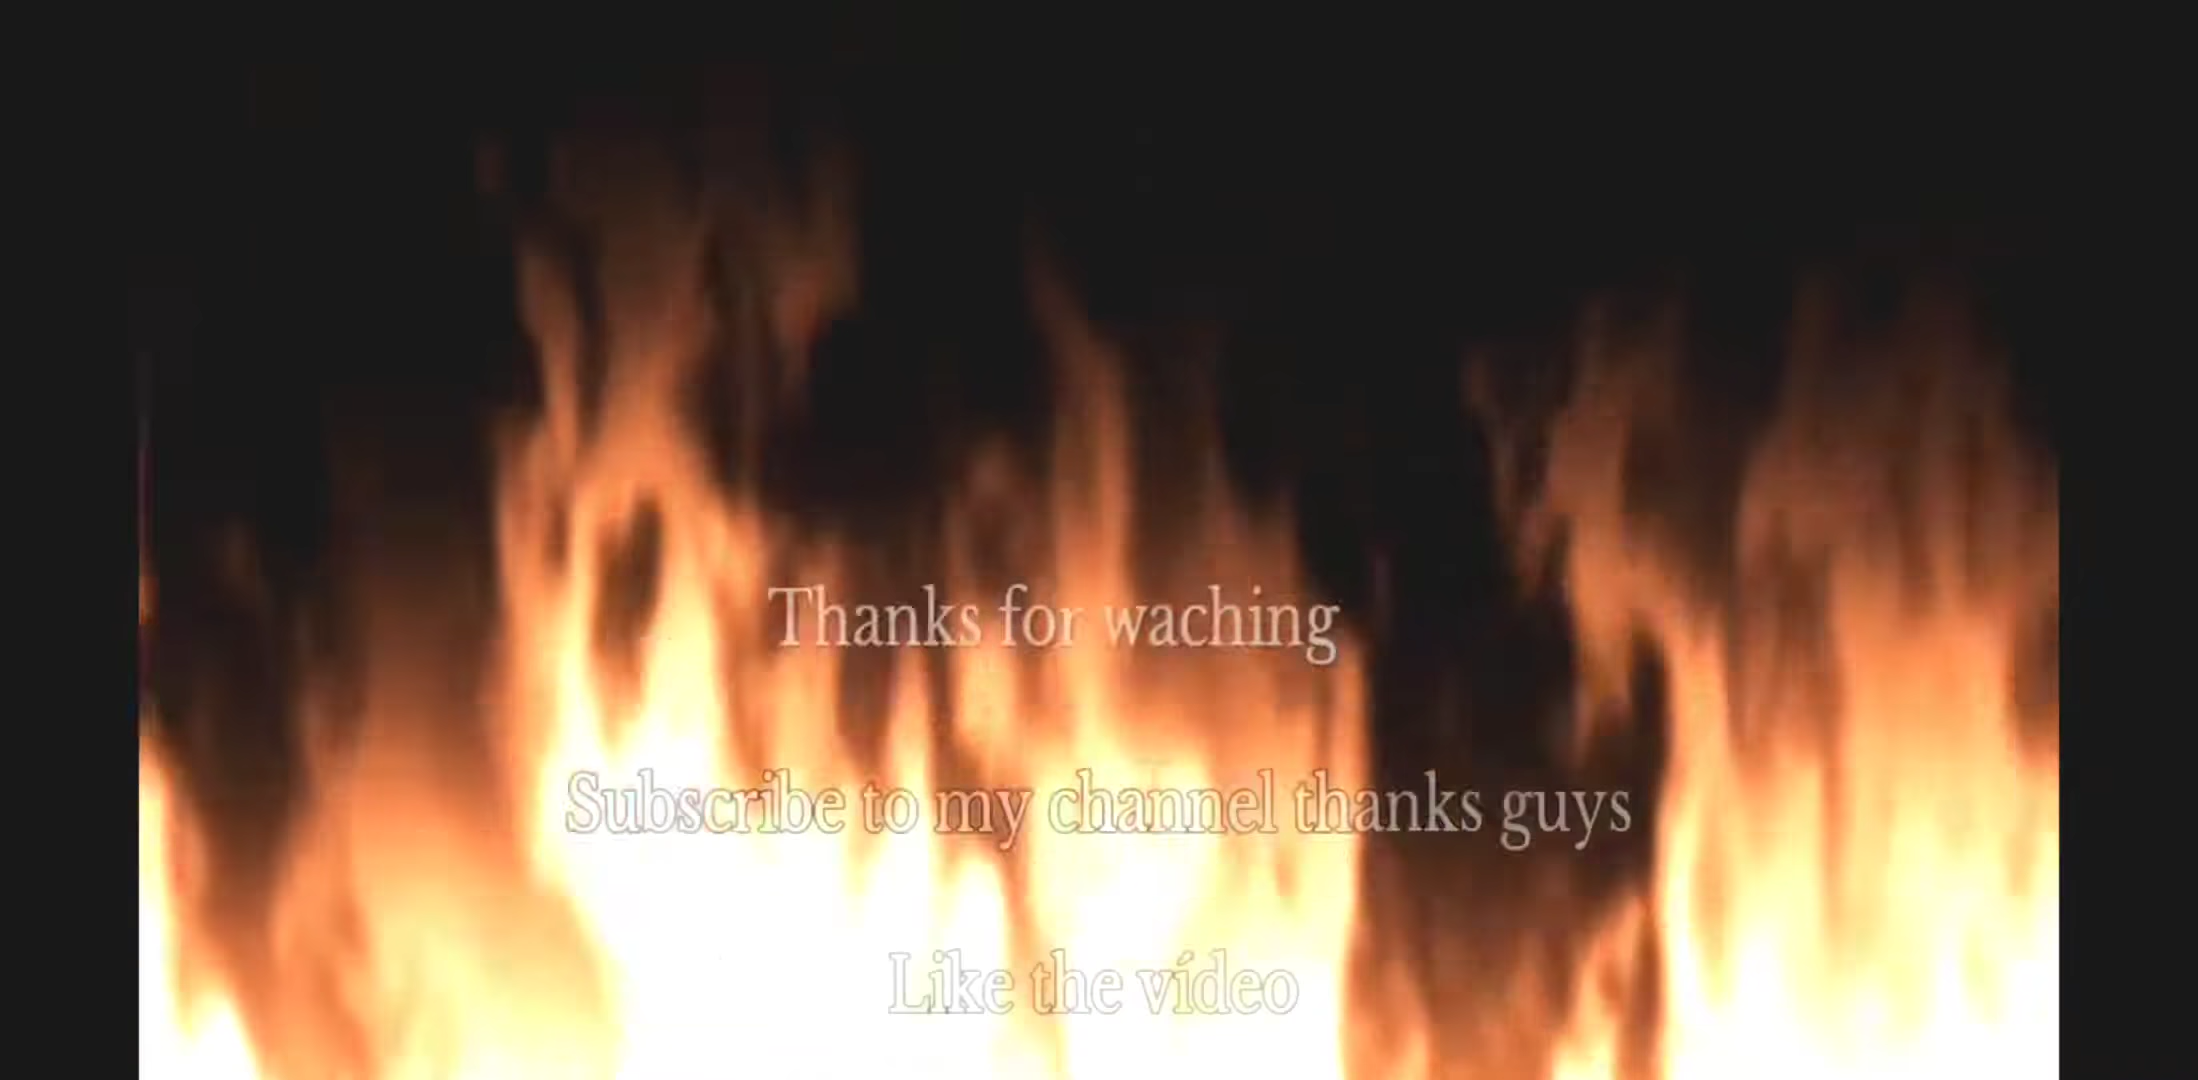 Thanks for waching
Subscribe to my channel thanks guys
Like the vídeo